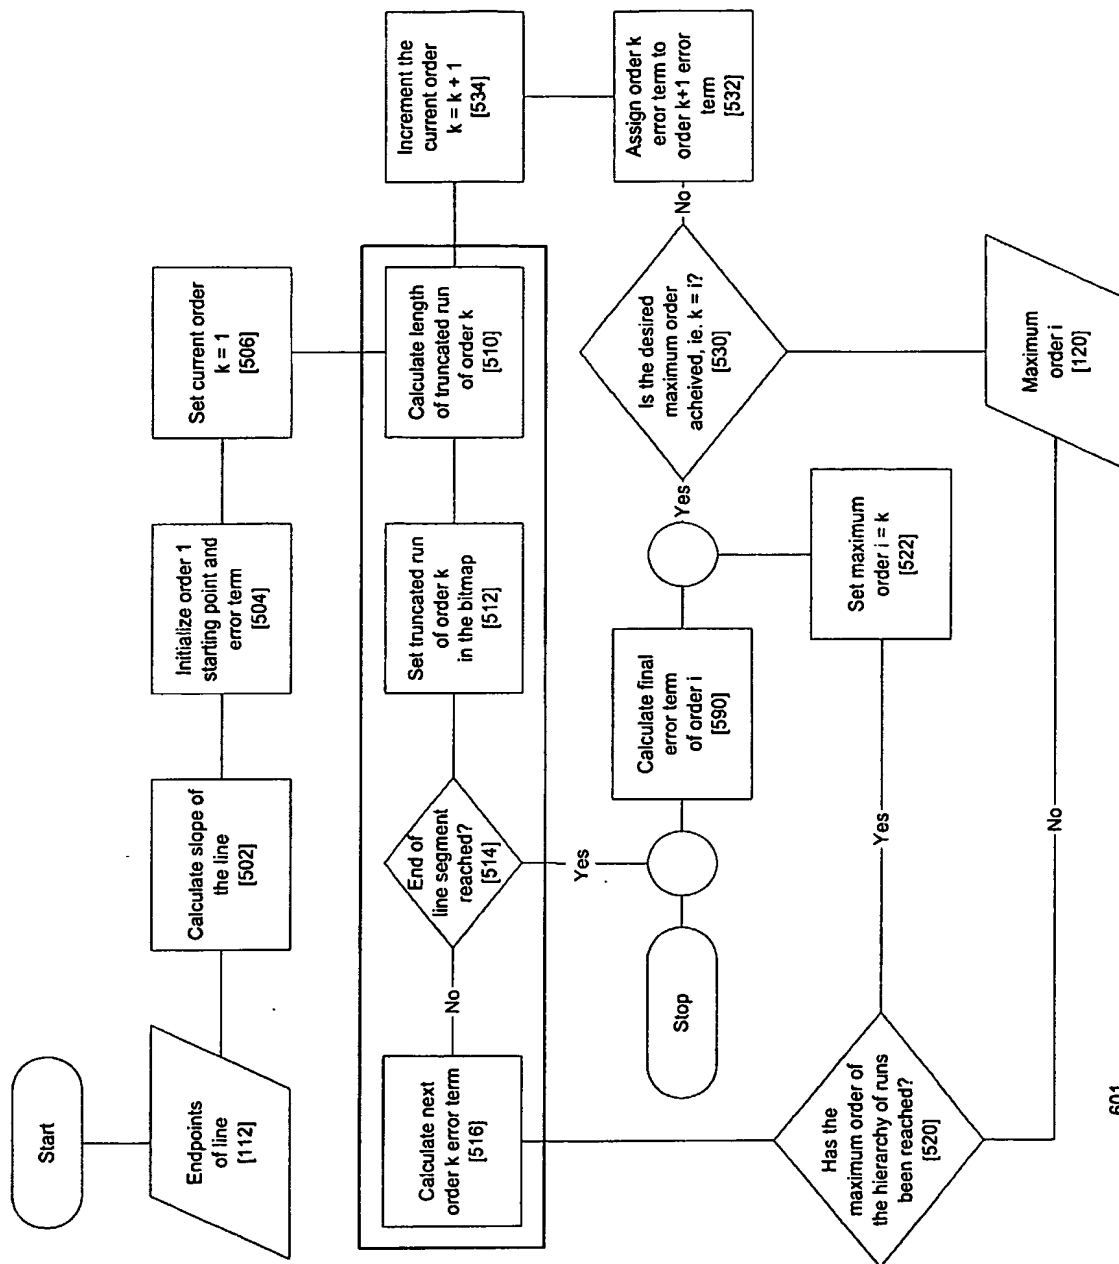 Start
Endpoints
of line
[112]
Calculate slope of
the line
[502]
Initialize order 1
starting point and
error term
[504]
Set current order
k = 1
[506]
Calculate length
of truncated run
of order k
[510]
Set truncated run
of order k
in the bitmap
[512]
End of
line segment
reached?
[514]
No
Yes
Calculate next
order k error term
[516]
Increment the
current order
k = k + 1
[534]
Assign order k
error term to
order k+1 error
term
[532]
No
Is the desired
maximum order
acheived, ie. k = i?
[530]
Yes
Calculate final
error term
of order i
[590]
Stop
Set maximum
order i = k
[522]
Yes
Has the
maximum order of
the hierarchy of runs
been reached?
[520]
No
Maximum
order i
[120]
601